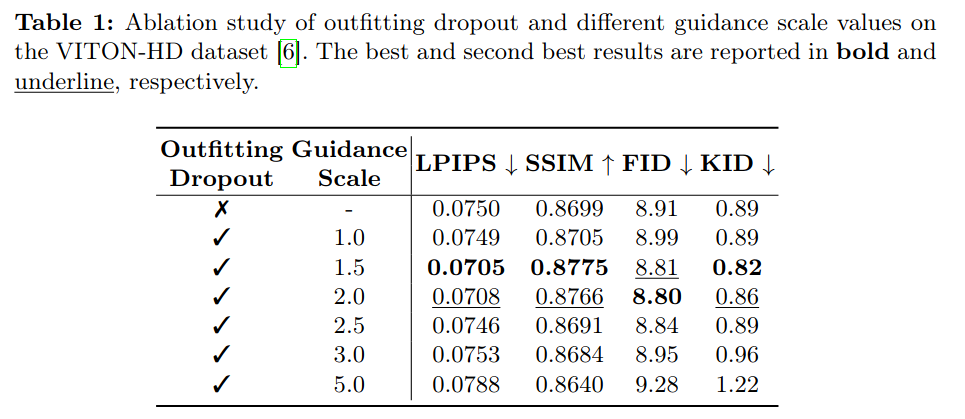 Table 1: Ablation study of outfitting dropout and different guidance scale values on
the VITON-HD dataset [6]. The best and second best results are reported in bold and
underline, respectively.
Outfitting Guidance LPIPS ↓ SSIM ↑ FID ↓ KID ↓
Dropout Scale
✗ - 0.0750 0.8699 8.91 0.89
✓ 1.0 0.0749 0.8705 8.99 0.89
✓ 1.5 0.0705 0.8775 8.81 0.82
✓ 2.0 0.0708 0.8766 8.80 0.86
✓ 2.5 0.0746 0.8691 8.84 0.89
✓ 3.0 0.0753 0.8684 8.95 0.96
✓ 5.0 0.0788 0.8640 9.28 1.22